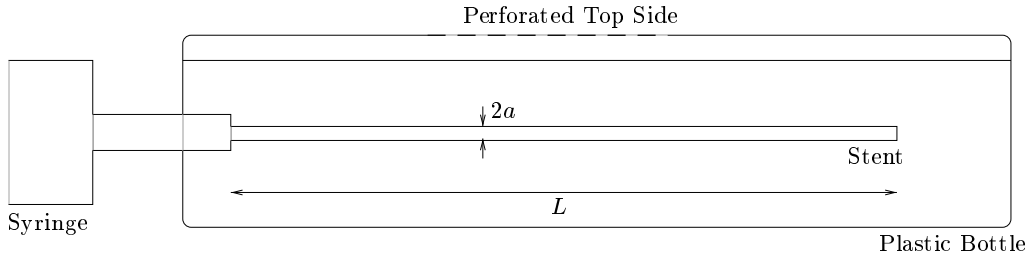 Perforated Top Side
2a
Stent
L
Syringe
Plastic Bottle